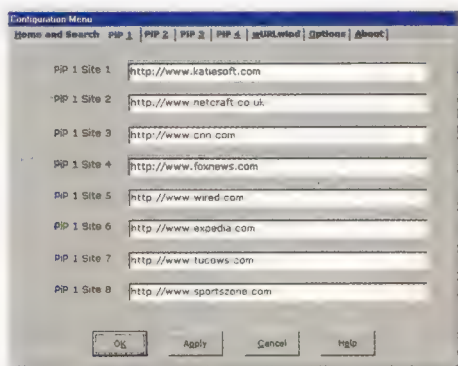 Configuration Menu
Home and Search PiP 1 | PiP 2 | PiP 3 | PiP 4 | wURLwind | Options | About |
PiP 1 Site 1 http://www.katiesoft.com
PiP 1 Site 2 http://www.netcraft.co.uk
PiP 1 Site 3 http://www.cnn.com
PiP 1 Site 4 http://www.foxnews.com
PiP 1 Site 5 http://www.wired.com
PiP 1 Site 6 http://www.expedia.com
PiP 1 Site 7 http://www.tucows.com
PiP 1 Site 8 http://www.sportszone.com
OK Apply Cancel Help